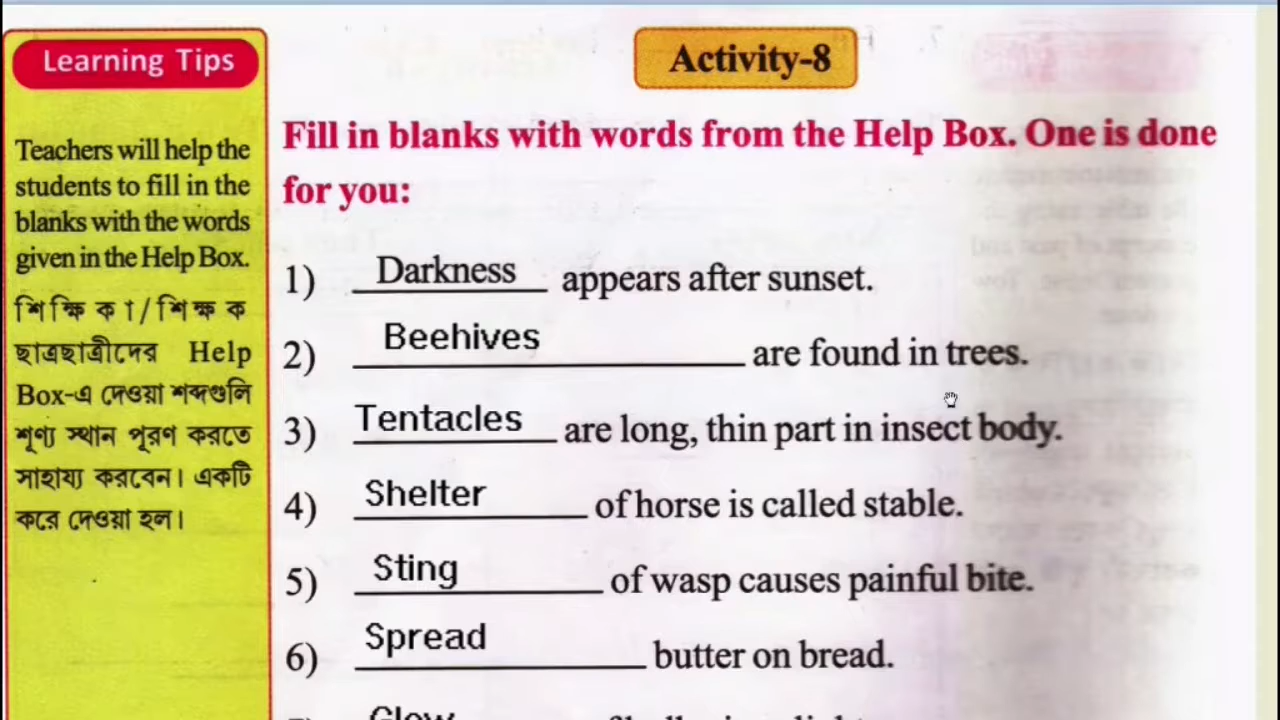 Learning Tips
Teachers will help the
students to fill in the
blanks with the words
given in the Help Box.
শিক্ষিকা/শিক্ষক
ছাত্রছাত্রীদের Help
Box-এ দেওয়া শব্দগুলি
শূণ্য স্থান পূরণ করতে
সাহায্য করবেন। একটি
করে দেওয়া হল।
Activity-8
Fill in blanks with words from the Help Box. One is done
for you:
1) Darkness appears after sunset.
2) Beehives are found in trees.
3) Tentacles are long, thin part in insect body.
4) Shelter of horse is called stable.
5) Sting of wasp causes painful bite.
6) Spread butter on bread.
Glow